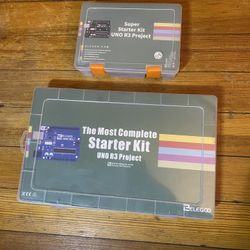 Super
Starter Kit
UNO R3 Project
The Most Complete
Starter Kit
UNO R3 Project
ELEGOO